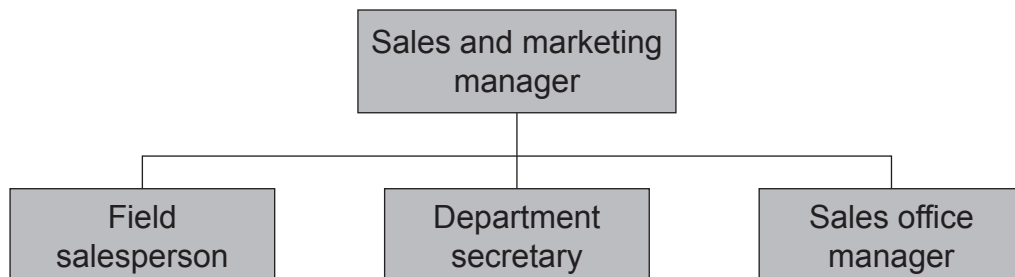 Sales and marketing
manager
Field
salesperson
Department
secretary
Sales office
manager